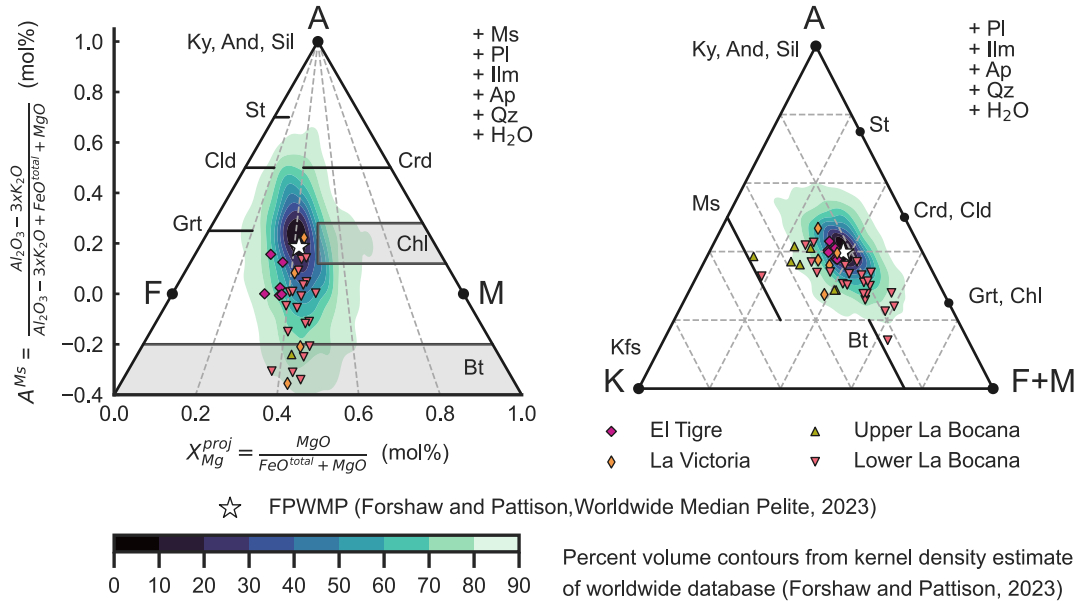 A
Ky, And, Sil
+ Ms
+ Pl
+ Ilm
+ Ap
+ Qz
+ H₂O
St
Cld
Crd
Grt
Chl
F
M
Bt
1.0
0.8
0.6
0.4
0.2
0.0
−0.2
−0.4
A^Ms = (Al₂O₃ − 3xK₂O) / (Al₂O₃ − 3xK₂O + FeO^total + MgO) (mol%)
0.0 0.2 0.4 0.6 0.8 1.0
X_Mg^proj = MgO / (FeO^total + MgO) (mol%)
A
Ky, And, Sil
+ Pl
+ Ilm
+ Ap
+ Qz
+ H₂O
St
Ms
Crd, Cld
Grt, Chl
Kfs
Bt
K
F+M
El Tigre
Upper La Bocana
La Victoria
Lower La Bocana
FPWMP (Forshaw and Pattison,Worldwide Median Pelite, 2023)
0 10 20 30 40 50 60 70 80 90
Percent volume contours from kernel density estimate
of worldwide database (Forshaw and Pattison, 2023)